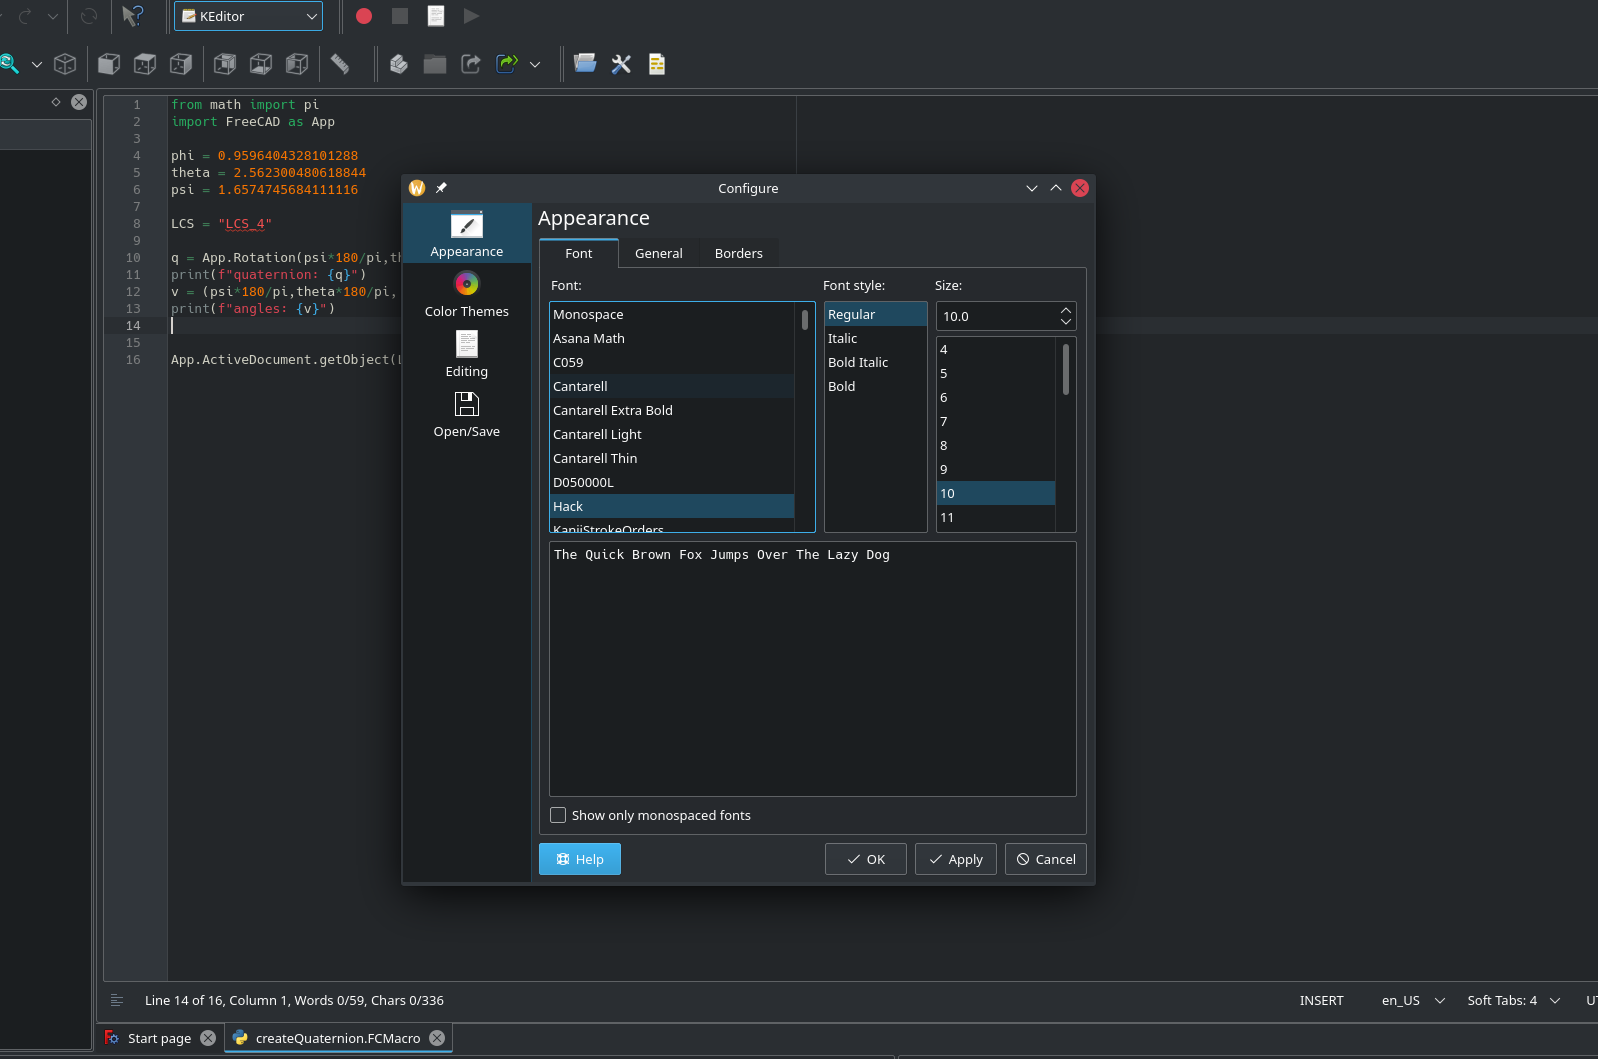 KEditor
1 from math import pi
2 import FreeCAD as App
3
4 phi = 0.9596404328101288
5 theta = 2.562300480618844
6 psi = 1.6574745684111116
7
8 LCS = "LCS_4"
9
10 q = App.Rotation(psi*180/pi,th
11 print(f"quaternion: {q}")
12 v = (psi*180/pi,theta*180/pi,
13 print(f"angles: {v}")
14
15
16 App.ActiveDocument.getObject(L
Configure
Appearance
Color Themes
Editing
Open/Save
Appearance
Font General Borders
Font: Font style: Size:
Monospace
Asana Math
C059
Cantarell
Cantarell Extra Bold
Cantarell Light
Cantarell Thin
D050000L
Hack
KanjiStrokeOrders
Regular
Italic
Bold Italic
Bold
10.0
4
5
6
7
8
9
10
11
The Quick Brown Fox Jumps Over The Lazy Dog
Show only monospaced fonts
Help OK Apply Cancel
Line 14 of 16, Column 1, Words 0/59, Chars 0/336
INSERT en_US Soft Tabs: 4
Start page createQuaternion.FCMacro